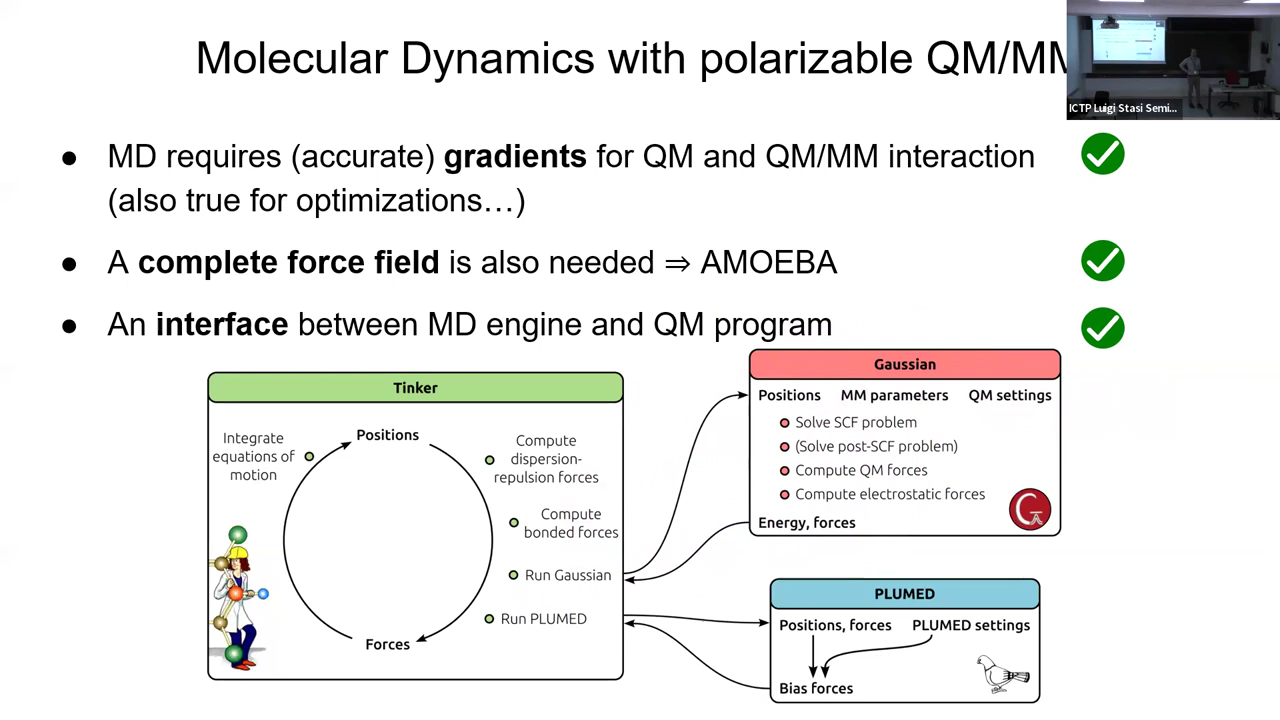 Molecular Dynamics with polarizable QM/MM
ICTP Luigi Stasi Semi...
● MD requires (accurate) gradients for QM and QM/MM interaction
(also true for optimizations…)
● A complete force field is also needed ⇒ AMOEBA
● An interface between MD engine and QM program
Tinker
Integrate
equations of
motion
Positions
Compute
dispersion-
repulsion forces
Compute
bonded forces
Run Gaussian
Run PLUMED
Forces
Gaussian
Positions MM parameters QM settings
Solve SCF problem
(Solve post-SCF problem)
Compute QM forces
Compute electrostatic forces
Energy, forces
PLUMED
Positions, forces PLUMED settings
Bias forces